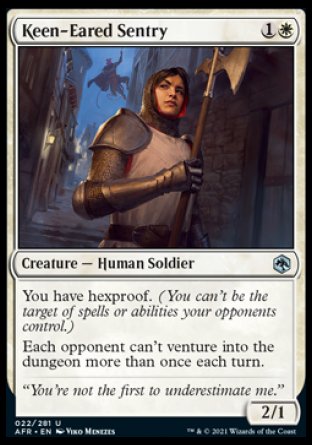 Keen-Eared Sentry 1
Creature — Human Soldier
You have hexproof. (You can't be the
target of spells or abilities your opponents
control.)
Each opponent can't venture into the
dungeon more than once each turn.
“You're not the first to underestimate me.”
2/1
022/281 U
AFR • EN Viko Menezes
™ & © 2021 Wizards of the Coast